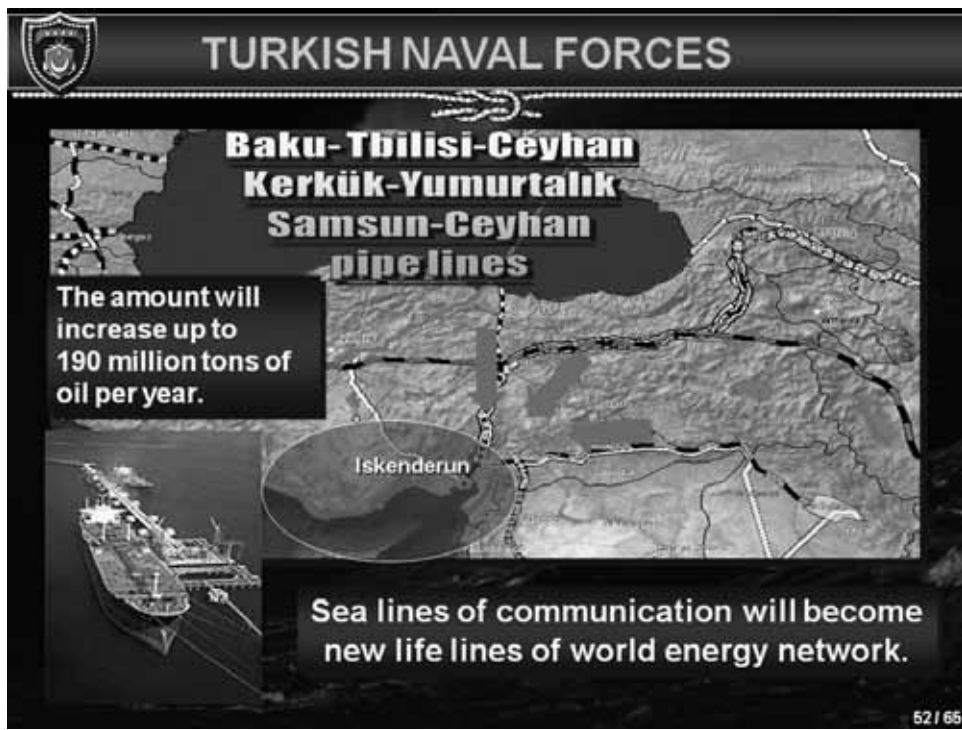 TURKISH NAVAL FORCES
Baku-Tbilisi-Ceyhan
Kerkük-Yumurtalık
Samsun-Ceyhan
pipe lines
The amount will
increase up to
190 million tons of
oil per year.
Iskenderun
Sea lines of communication will become
new life lines of world energy network.
52 / 65